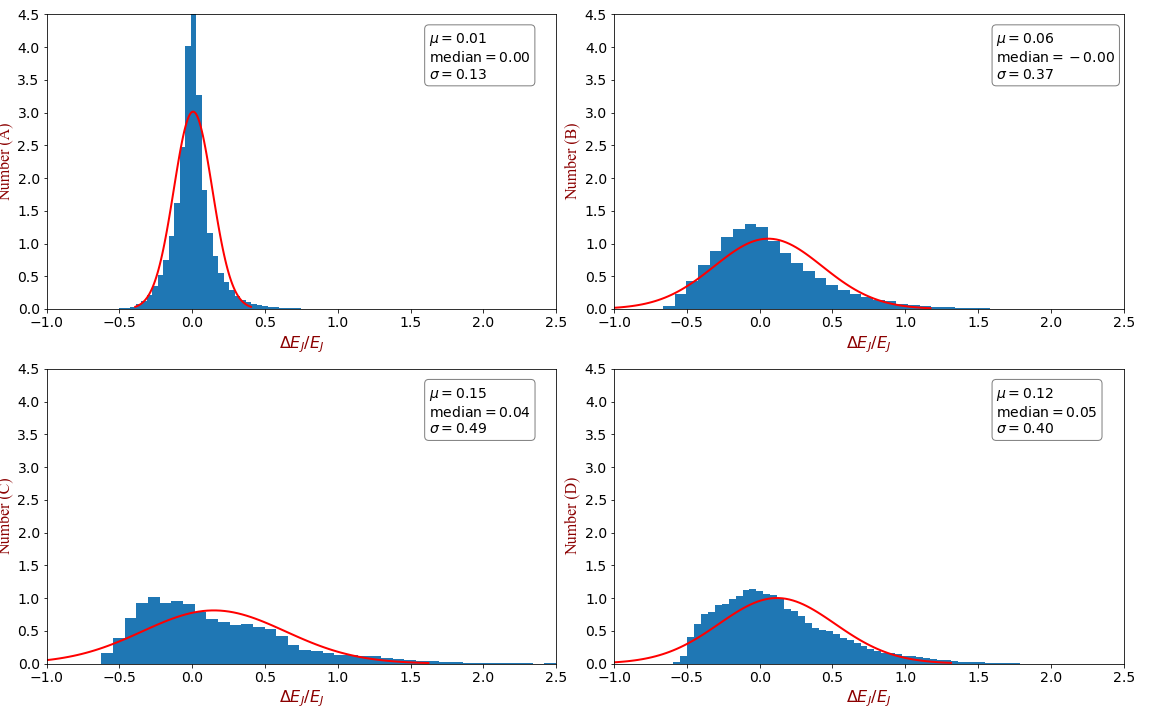 4.5
4.0
3.5
3.0
2.5
2.0
1.5
1.0
0.5
0.0
−1.0 −0.5 0.0 0.5 1.0 1.5 2.0 2.5
Number (A)
ΔE_J/E_J
μ = 0.01
median = 0.00
σ = 0.13
4.5
4.0
3.5
3.0
2.5
2.0
1.5
1.0
0.5
0.0
−1.0 −0.5 0.0 0.5 1.0 1.5 2.0 2.5
Number (B)
ΔE_J/E_J
μ = 0.06
median = −0.00
σ = 0.37
4.5
4.0
3.5
3.0
2.5
2.0
1.5
1.0
0.5
0.0
−1.0 −0.5 0.0 0.5 1.0 1.5 2.0 2.5
Number (C)
ΔE_J/E_J
μ = 0.15
median = 0.04
σ = 0.49
4.5
4.0
3.5
3.0
2.5
2.0
1.5
1.0
0.5
0.0
−1.0 −0.5 0.0 0.5 1.0 1.5 2.0 2.5
Number (D)
ΔE_J/E_J
μ = 0.12
median = 0.05
σ = 0.40